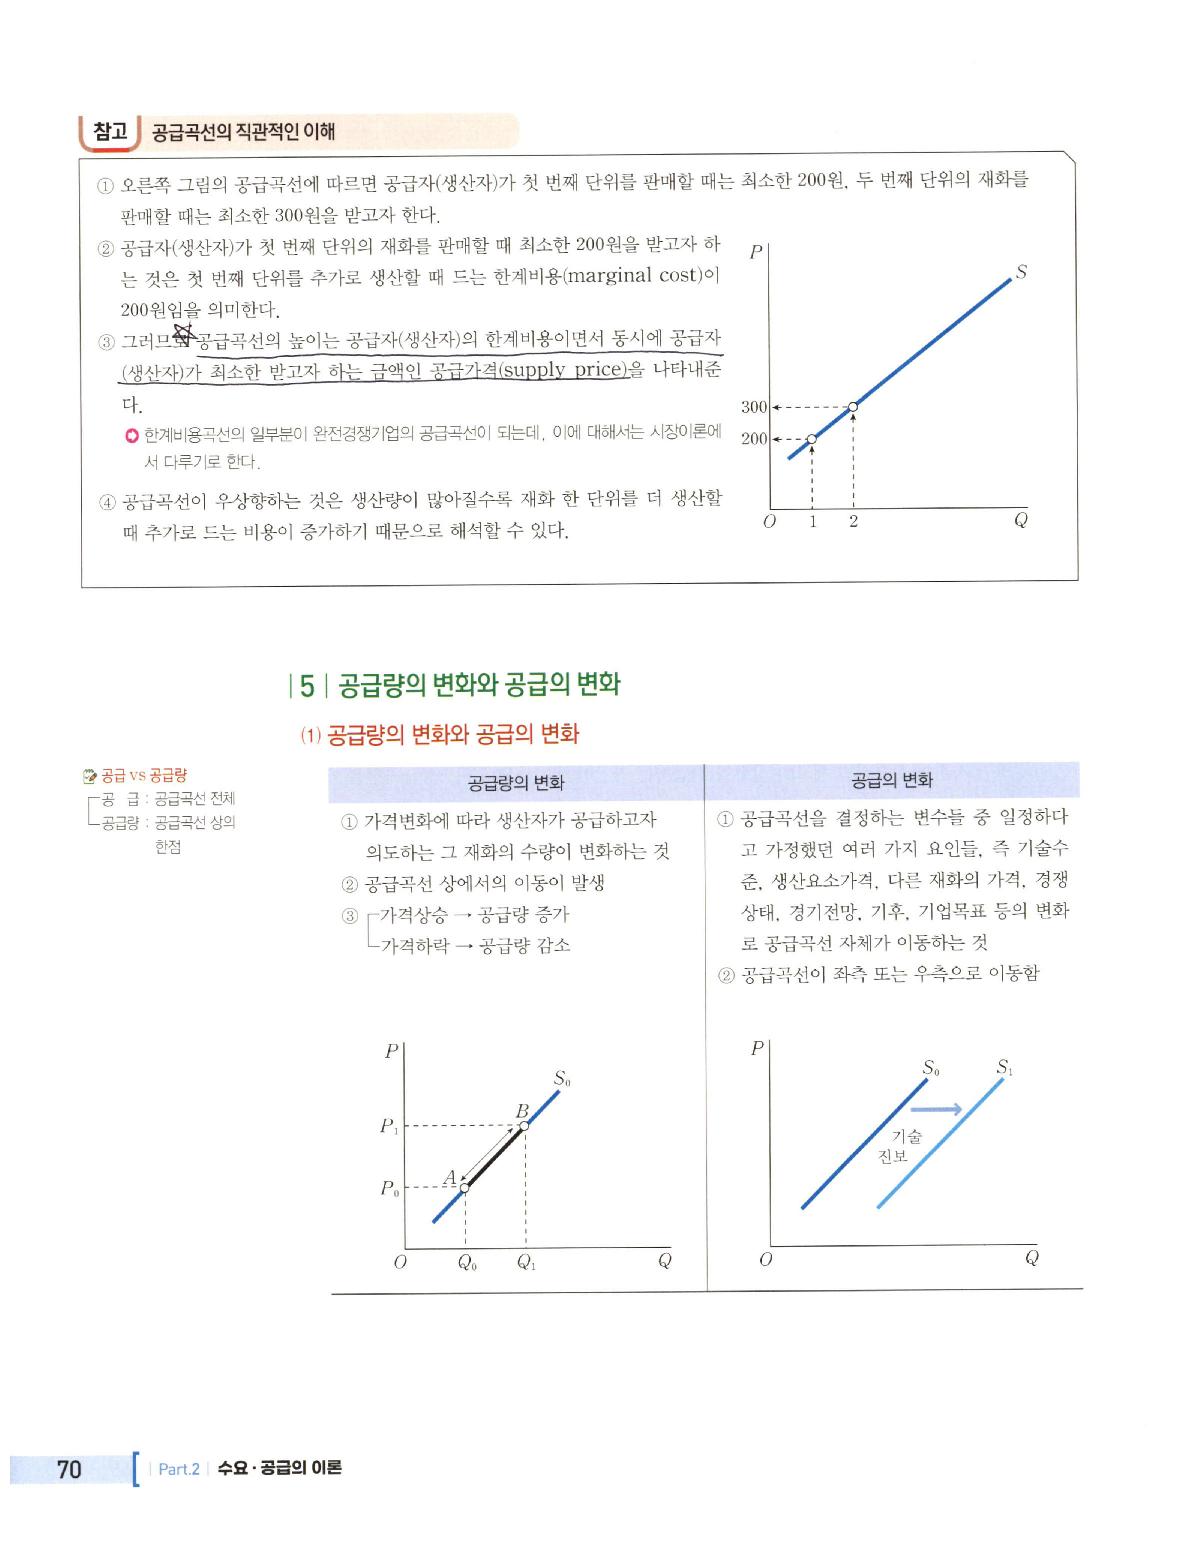 참고 공급곡선의 직관적인 이해
① 오른쪽 그림의 공급곡선에 따르면 공급자(생산자)가 첫 번째 단위를 판매할 때는 최소한 200원, 두 번째 단위의 재화를
판매할 때는 최소한 300원을 받고자 한다.
② 공급자(생산자)가 첫 번째 단위의 재화를 판매할 때 최소한 200원을 받고자 하
는 것은 첫 번째 단위를 추가로 생산할 때 드는 한계비용(marginal cost)이
200원임을 의미한다.
③ 그러므로 공급곡선의 높이는 공급자(생산자)의 한계비용이면서 동시에 공급자
(생산자)가 최소한 받고자 하는 금액인 공급가격(supply price)을 나타내준
다.
한계비용곡선의 일부분이 완전경쟁기업의 공급곡선이 되는데, 이에 대해서는 시장이론에
서 다루기로 한다.
④ 공급곡선이 우상향하는 것은 생산량이 많아질수록 재화 한 단위를 더 생산할
때 추가로 드는 비용이 증가하기 때문으로 해석할 수 있다.
P
S
300
200
O 1 2 Q
|5| 공급량의 변화와 공급의 변화
(1) 공급량의 변화와 공급의 변화
공급 vs 공급량
공 급 : 공급곡선 전체
공급량 : 공급곡선 상의
한점
공급량의 변화
① 가격변화에 따라 생산자가 공급하고자
의도하는 그 재화의 수량이 변화하는 것
② 공급곡선 상에서의 이동이 발생
③ 가격상승 → 공급량 증가
가격하락 → 공급량 감소
P
S₀
B
P₁
A
P₀
O Q₀ Q₁ Q
공급의 변화
① 공급곡선을 결정하는 변수들 중 일정하다
고 가정했던 여러 가지 요인들, 즉 기술수
준, 생산요소가격, 다른 재화의 가격, 경쟁
상태, 경기전망, 기후, 기업목표 등의 변화
로 공급곡선 자체가 이동하는 것
② 공급곡선이 좌측 또는 우측으로 이동함
P
S₀ S₁
기술
진보
O Q
70 | Part.2 | 수요·공급의 이론